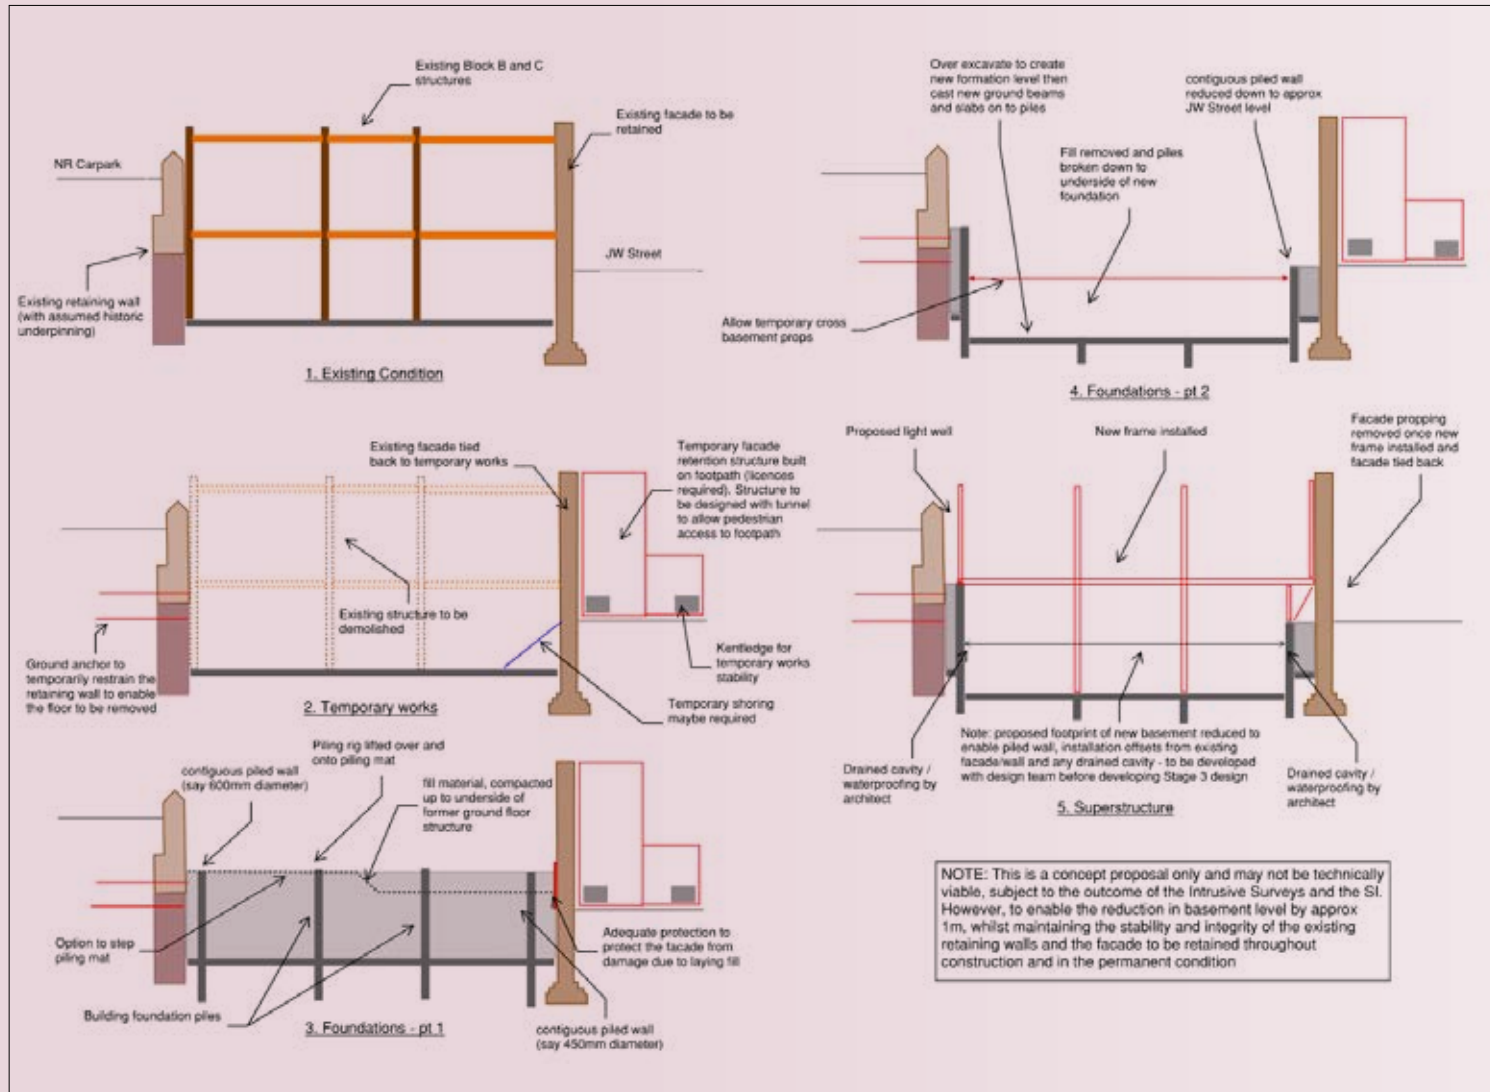 Existing Block B and C
structures
Existing facade to be
retained
NR Carpark
JW Street
Existing retaining wall
(with assumed historic
underpinning)
1. Existing Condition
Existing facade tied
back to temporary works
Temporary facade
retention structure built
on footpath (licences
required). Structure to
be designed with tunnel
to allow pedestrian
access to footpath
Existing structure to be
demolished
Ground anchor to
temporarily restrain the
retaining wall to enable
the floor to be removed
Kentledge for
temporary works
stability
Temporary shoring
maybe required
2. Temporary works
Piling rig lifted over and
onto piling mat
contiguous piled wall
(say 600mm diameter)
fill material, compacted
up to underside of
former ground floor
structure
Option to step
piling mat
Adequate protection to
protect the facade from
damage due to laying fill
Building foundation piles
contiguous piled wall
(say 450mm diameter)
3. Foundations - pt 1
Over excavate to create
new formation level then
cast new ground beams
and slabs on to piles
contiguous piled wall
reduced down to approx
JW Street level
Fill removed and piles
broken down to
underside of new
foundation
Allow temporary cross
basement props
4. Foundations - pt 2
Proposed light well
New frame installed
Facade propping
removed once new
frame installed and
facade tied back
Note: proposed footprint of new basement reduced to
enable piled wall, installation offsets from existing
facade/wall and any drained cavity - to be developed
with design team before developing Stage 3 design
Drained cavity /
waterproofing by
architect
Drained cavity /
waterproofing by
architect
5. Superstructure
NOTE: This is a concept proposal only and may not be technically
viable, subject to the outcome of the Intrusive Surveys and the SI.
However, to enable the reduction in basement level by approx
1m, whilst maintaining the stability and integrity of the existing
retaining walls and the facade to be retained throughout
construction and in the permanent condition